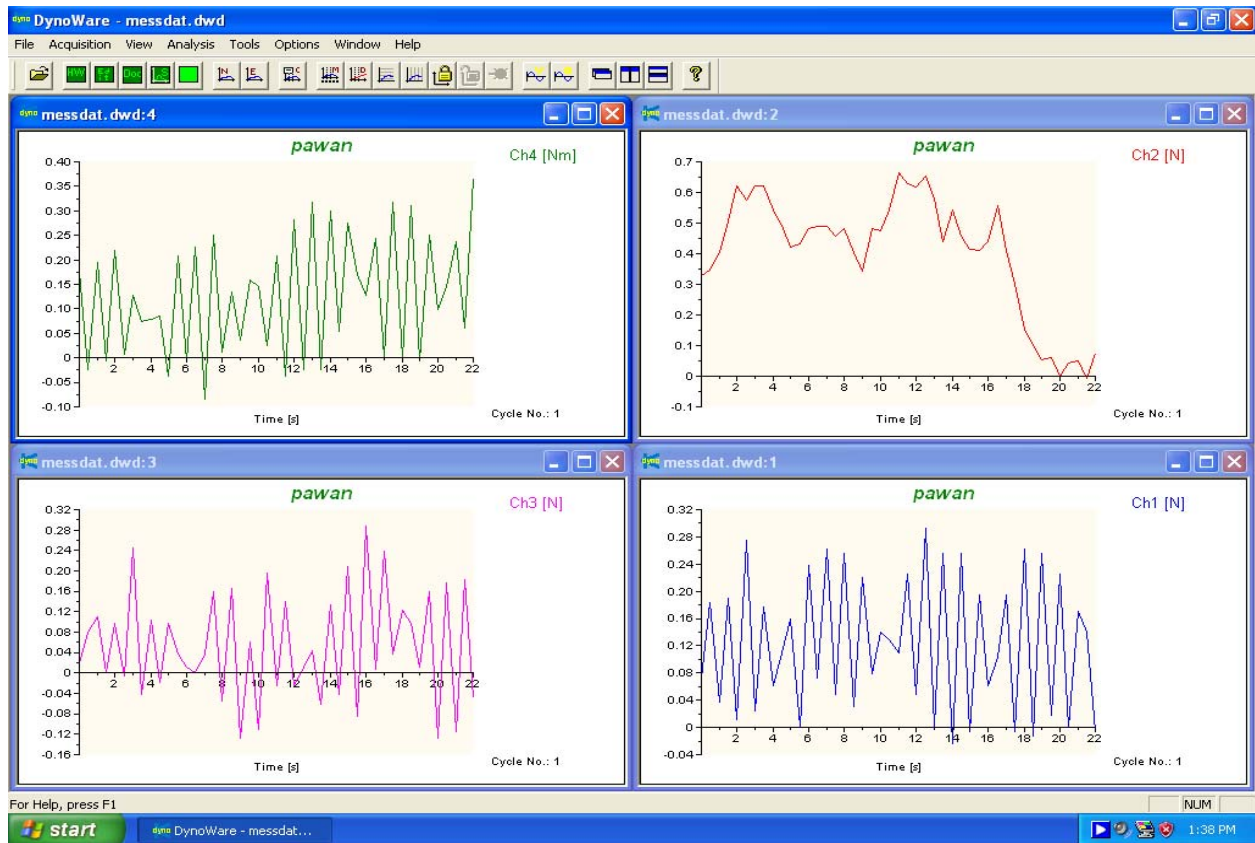 DynoWare - messdat.dwd
File Acquisition View Analysis Tools Options Window Help
messdat.dwd:4
pawan
Ch4 [Nm]
0.40
0.35
0.30
0.25
0.20
0.15
0.10
0.05
0
-0.05
-0.10
2 4 6 8 10 12 14 16 18 20 22
Time [s]
Cycle No.: 1
messdat.dwd:2
pawan
Ch2 [N]
0.7
0.6
0.5
0.4
0.3
0.2
0.1
0
-0.1
2 4 6 8 10 12 14 16 18 20 22
Time [s]
Cycle No.: 1
messdat.dwd:3
pawan
Ch3 [N]
0.32
0.28
0.24
0.20
0.16
0.12
0.08
0.04
0
-0.04
-0.08
-0.12
-0.16
2 4 6 8 10 12 14 16 18 20 22
Time [s]
Cycle No.: 1
messdat.dwd:1
pawan
Ch1 [N]
0.32
0.28
0.24
0.20
0.16
0.12
0.08
0.04
0
-0.04
2 4 6 8 10 12 14 16 18 20 22
Time [s]
Cycle No.: 1
For Help, press F1
NUM
start
DynoWare - messdat...
1:38 PM